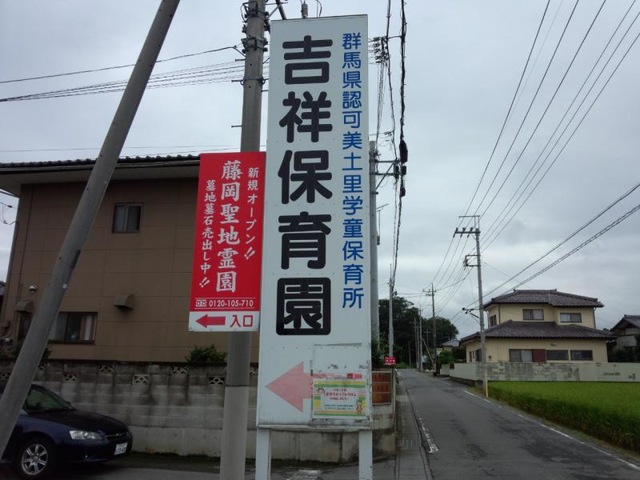 群馬県認可美土里学童保育所
吉祥保育園
新規オープン!!
藤岡聖地霊園
墓地墓石売出し中!!
0120-105-710
入口